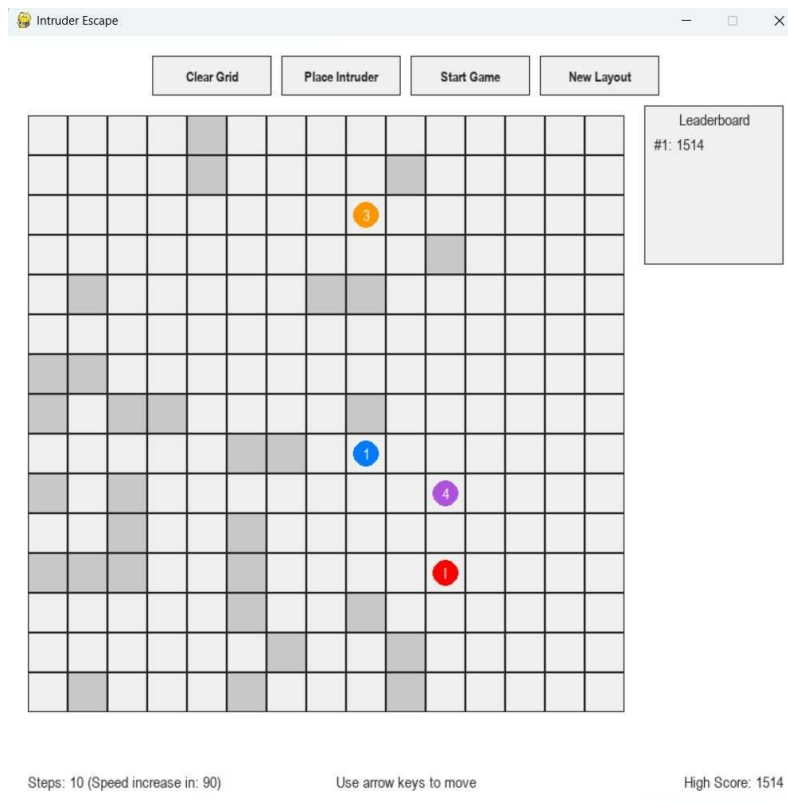 Intruder Escape
Clear Grid
Place Intruder
Start Game
New Layout
Leaderboard
#1: 1514
3
1
4
I
Steps: 10 (Speed increase in: 90)
Use arrow keys to move
High Score: 1514